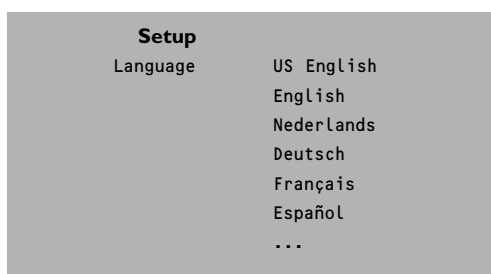 Setup
Language US English
English
Nederlands
Deutsch
Français
Español
...